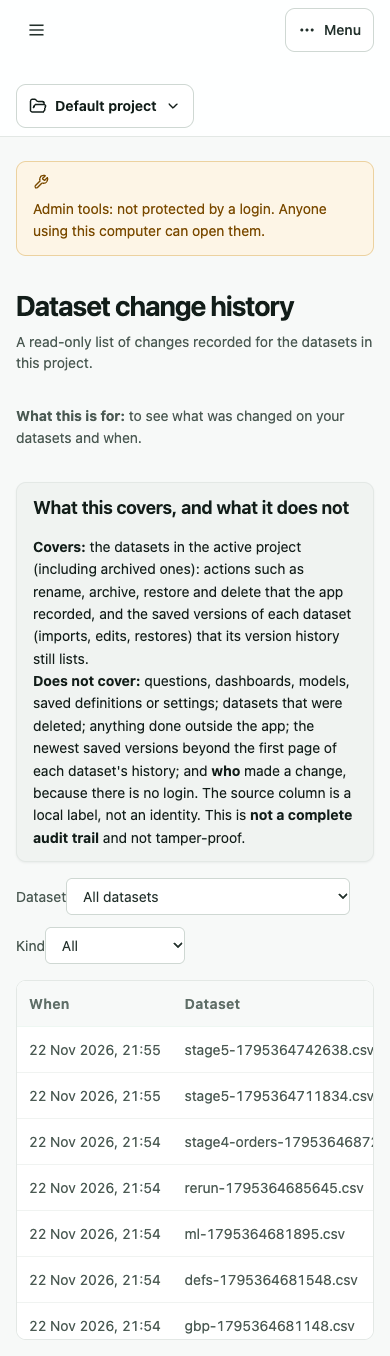 Menu
Default project
Admin tools: not protected by a login. Anyone
using this computer can open them.
Dataset change history
A read-only list of changes recorded for the datasets in
this project.
What this is for: to see what was changed on your
datasets and when.
What this covers, and what it does not
Covers: the datasets in the active project
(including archived ones): actions such as
rename, archive, restore and delete that the app
recorded, and the saved versions of each dataset
(imports, edits, restores) that its version history
still lists.
Does not cover: questions, dashboards, models,
saved definitions or settings; datasets that were
deleted; anything done outside the app; the
newest saved versions beyond the first page of
each dataset's history; and who made a change,
because there is no login. The source column is a
local label, not an identity. This is not a complete
audit trail and not tamper-proof.
Dataset All datasets
Kind All
When Dataset
22 Nov 2026, 21:55 stage5-1795364742638.csv
22 Nov 2026, 21:55 stage5-1795364711834.csv
22 Nov 2026, 21:54 stage4-orders-179536468
22 Nov 2026, 21:54 rerun-1795364685645.csv
22 Nov 2026, 21:54 ml-1795364681895.csv
22 Nov 2026, 21:54 defs-1795364681548.csv
22 Nov 2026, 21:54 gbp-1795364681148.csv